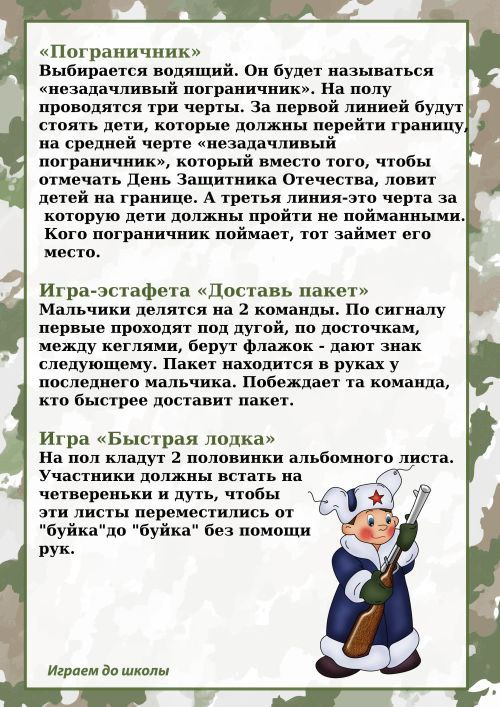 «Пограничник»
Выбирается водящий. Он будет называться
«незадачливый пограничник». На полу
проводятся три черты. За первой линией будут
стоять дети, которые должны перейти границу,
на средней черте «незадачливый
пограничник», который вместо того, чтобы
отмечать День Защитника Отечества, ловит
детей на границе. А третья линия-это черта за
которую дети должны пройти не пойманными.
Кого пограничник поймает, тот займет его
место.
Игра-эстафета «Доставь пакет»
Мальчики делятся на 2 команды. По сигналу
первые проходят под дугой, по досточкам,
между кеглями, берут флажок - дают знак
следующему. Пакет находится в руках у
последнего мальчика. Побеждает та команда,
кто быстрее доставит пакет.
Игра «Быстрая лодка»
На пол кладут 2 половинки альбомного листа.
Участники должны встать на
четвереньки и дуть, чтобы
эти листы переместились от
"буйка"до "буйка" без помощи
рук.
Играем до школы